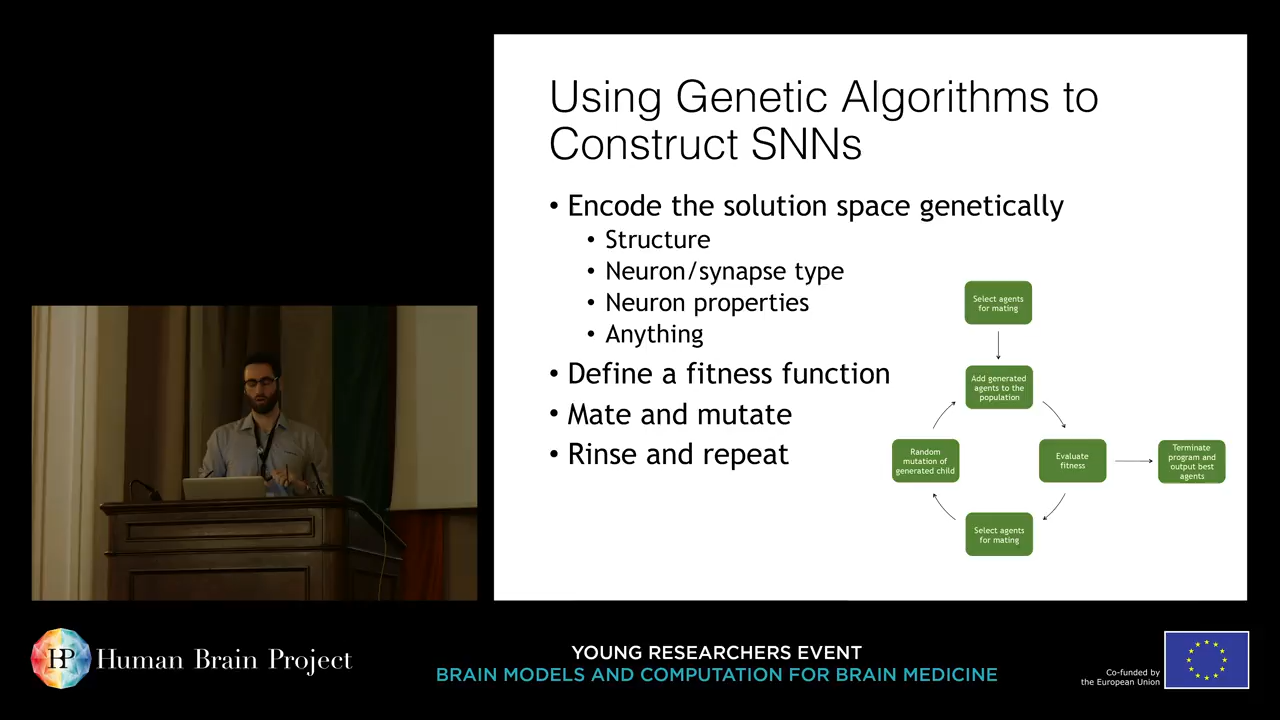 Using Genetic Algorithms to
Construct SNNs
• Encode the solution space genetically
• Structure
• Neuron/synapse type
• Neuron properties
• Anything
• Define a fitness function
• Mate and mutate
• Rinse and repeat
Select agents
for mating
Add generated
agents to the
population
Random
mutation of
generated child
Evaluate
fitness
Terminate
program and
output best
agents
Select agents
for mating
HP Human Brain Project
YOUNG RESEARCHERS EVENT
BRAIN MODELS AND COMPUTATION FOR BRAIN MEDICINE
Co-funded by
the European Union